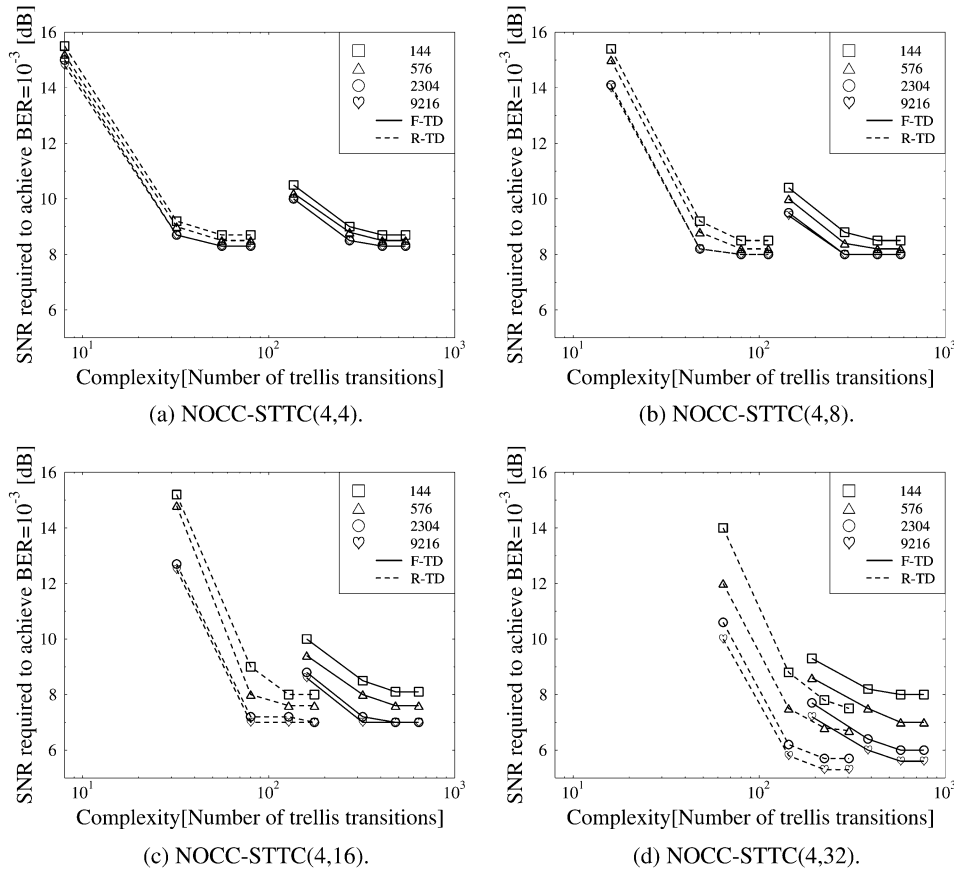 SNR required to achieve BER=10⁻³ [dB]
16
14
12
10
8
6
144
576
2304
9216
F-TD
R-TD
10¹
10²
10³
Complexity[Number of trellis transitions]
(a) NOCC-STTC(4,4).
SNR required to achieve BER=10⁻³ [dB]
16
14
12
10
8
6
144
576
2304
9216
F-TD
R-TD
10¹
10²
10³
Complexity[Number of trellis transitions]
(b) NOCC-STTC(4,8).
SNR required to achieve BER=10⁻³ [dB]
16
14
12
10
8
6
144
576
2304
9216
F-TD
R-TD
10¹
10²
10³
Complexity[Number of trellis transitions]
(c) NOCC-STTC(4,16).
SNR required to achieve BER=10⁻³ [dB]
16
14
12
10
8
6
144
576
2304
9216
F-TD
R-TD
10¹
10²
10³
Complexity[Number of trellis transitions]
(d) NOCC-STTC(4,32).